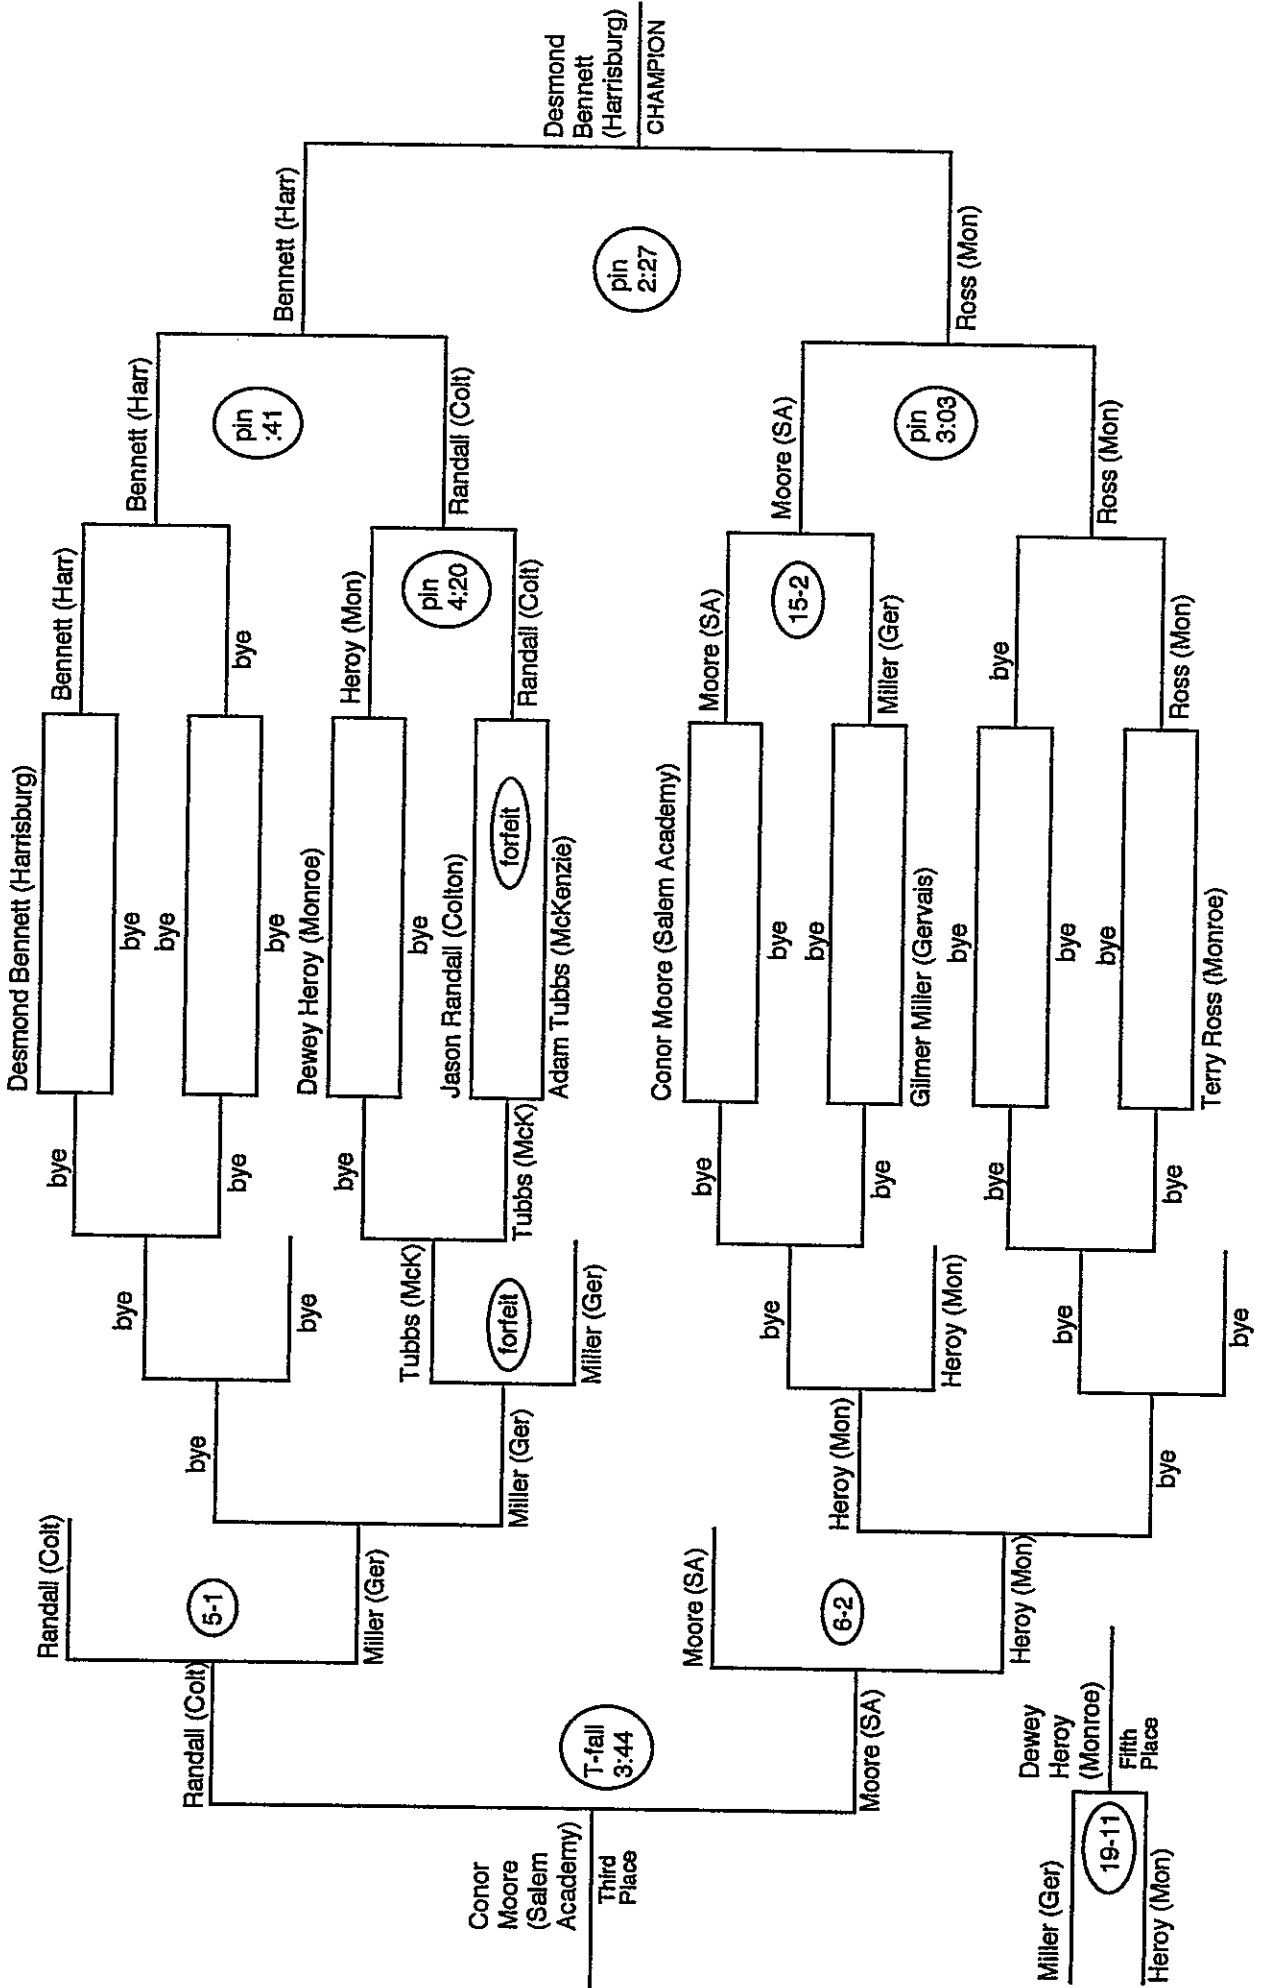 Desmond Bennett (Harrisburg)
bye
bye
bye
Dewey Heroy (Monroe)
bye
Jason Randall (Colton)
forfeit
Adam Tubbs (McKenzie)
Conor Moore (Salem Academy)
bye
bye
Gilmer Miller (Gervais)
bye
bye
bye
Terry Ross (Monroe)
Bennett (Harr)
bye
Heroy (Mon)
pin
4:20
Randall (Colt)
Moore (SA)
15-2
Miller (Ger)
bye
Ross (Mon)
Bennett (Harr)
pin
:41
Randall (Colt)
Moore (SA)
pin
3:03
Ross (Mon)
Bennett (Harr)
pin
2:27
Ross (Mon)
Desmond
Bennett
(Harrisburg)
CHAMPION
bye
bye
bye
Tubbs (McK)
bye
bye
bye
bye
bye
bye
Tubbs (McK)
forfeit
Miller (Ger)
bye
Heroy (Mon)
bye
bye
bye
Miller (Ger)
Heroy (Mon)
bye
Randall (Colt)
5-1
Miller (Ger)
Moore (SA)
6-2
Heroy (Mon)
Randall (Colt)
T-fall
3:44
Moore (SA)
Conor
Moore
(Salem
Academy)
Third
Place
Miller (Ger)
19-11
Heroy (Mon)
Dewey
Heroy
(Monroe)
Fifth
Place